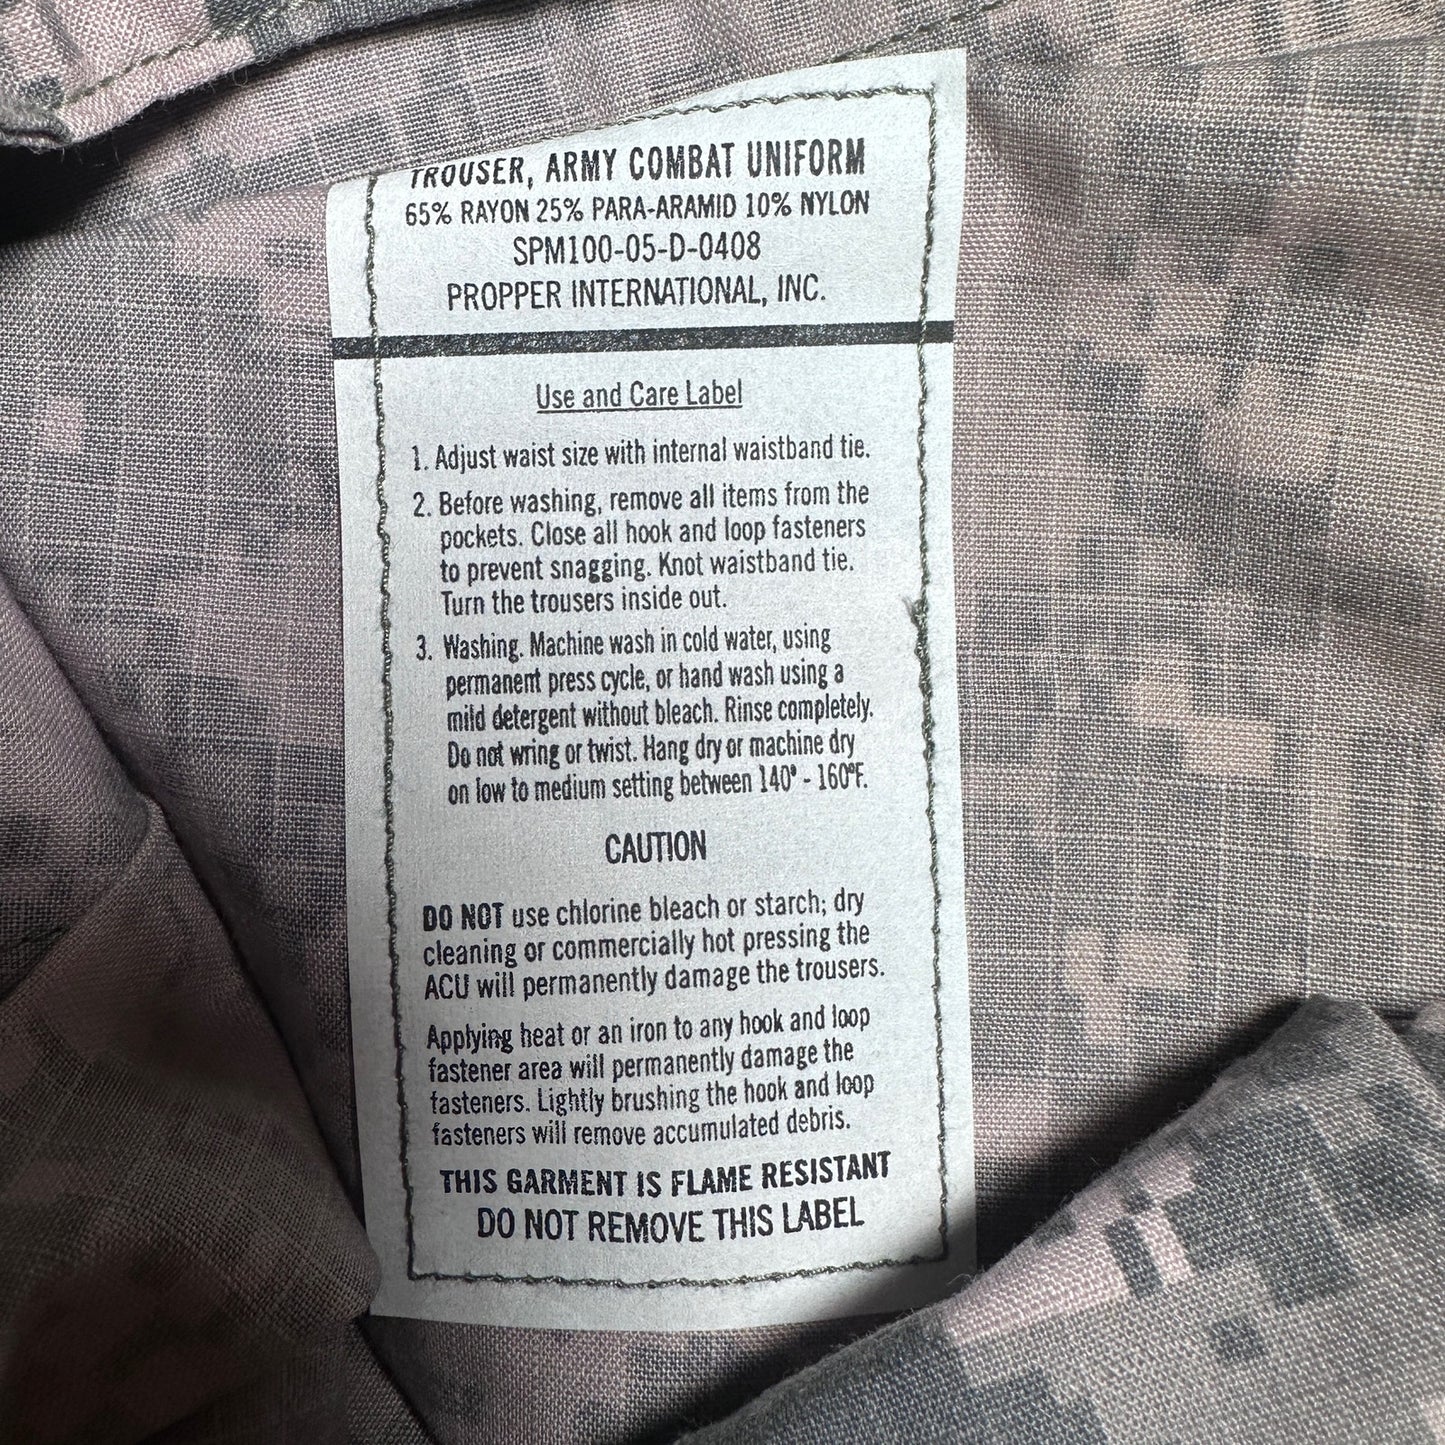 TROUSER, ARMY COMBAT UNIFORM
65% RAYON 25% PARA-ARAMID 10% NYLON
SPM100-05-D-0408
PROPPER INTERNATIONAL, INC.
Use and Care Label
1. Adjust waist size with internal waistband tie.
2. Before washing, remove all items from the
pockets. Close all hook and loop fasteners
to prevent snagging. Knot waistband tie.
Turn the trousers inside out.
3. Washing. Machine wash in cold water, using
permanent press cycle, or hand wash using a
mild detergent without bleach. Rinse completely.
Do not wring or twist. Hang dry or machine dry
on low to medium setting between 140° - 160°F.
CAUTION
DO NOT use chlorine bleach or starch; dry
cleaning or commercially hot pressing the
ACU will permanently damage the trousers.
Applying heat or an iron to any hook and loop
fastener area will permanently damage the
fasteners. Lightly brushing the hook and loop
fasteners will remove accumulated debris.
THIS GARMENT IS FLAME RESISTANT
DO NOT REMOVE THIS LABEL